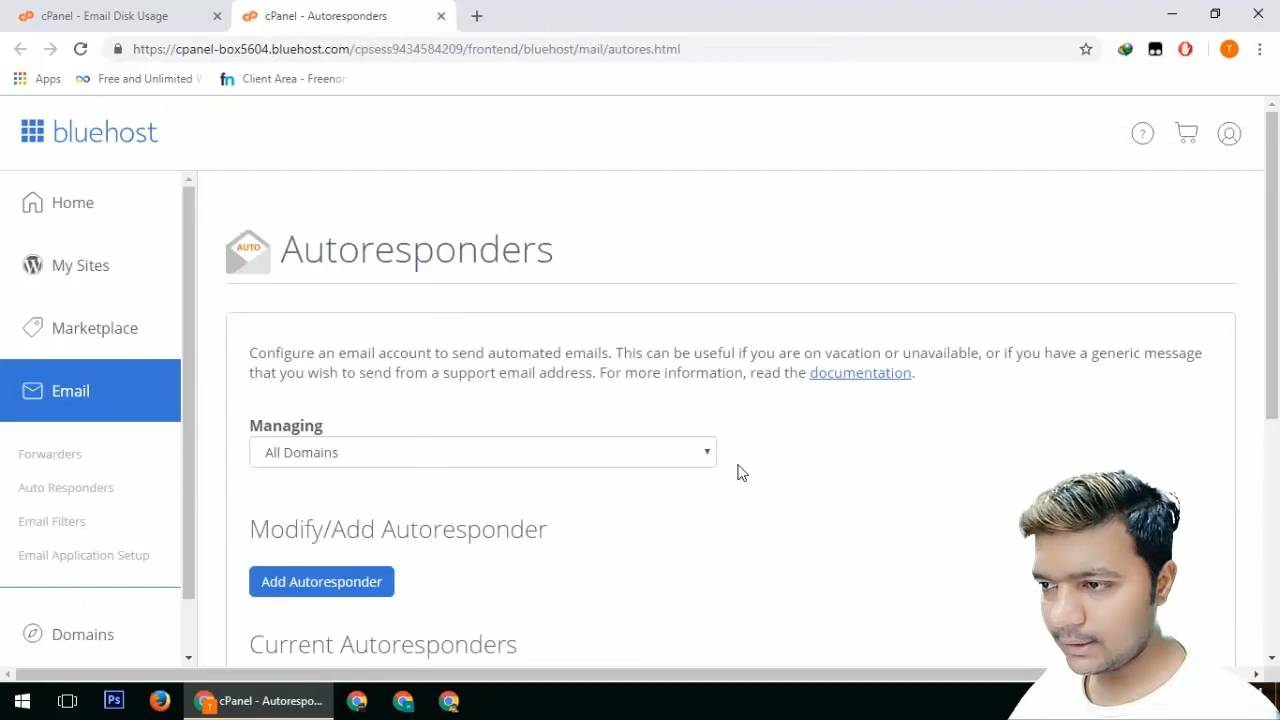 cPanel - Email Disk Usage
cPanel - Autoresponders
https://cpanel-box5604.bluehost.com/cpsess9434584209/frontend/bluehost/mail/autores.html
T
Apps
Free and Unlimited
Client Area - Freenom
bluehost
?
Home
My Sites
Marketplace
Email
Forwarders
Auto Responders
Email Filters
Email Application Setup
Domains
AUTO
Autoresponders
Configure an email account to send automated emails. This can be useful if you are on vacation or unavailable, or if you have a generic message
that you wish to send from a support email address. For more information, read the documentation.
Managing
All Domains
Modify/Add Autoresponder
Add Autoresponder
Current Autoresponders
Ps
T
cPanel - Autorespo...